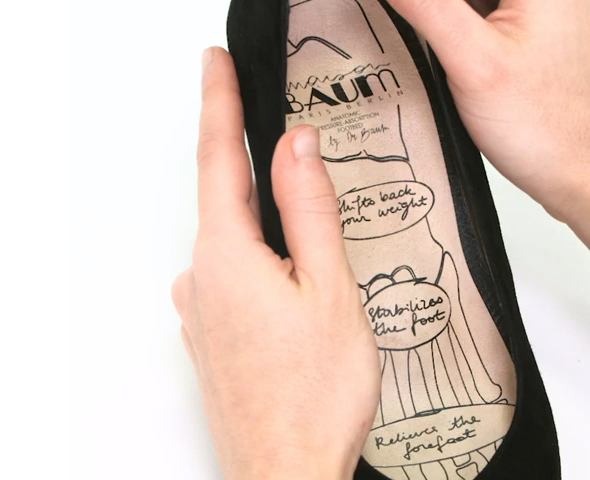 maison
BAUM
PARIS - BERLIN
ANATOMIC
PRESSURE-ABSORPTION
FOOTBED
by Dr Baum
Shifts back
your weight
Stabilizes
the foot
Relieves the
forefoot